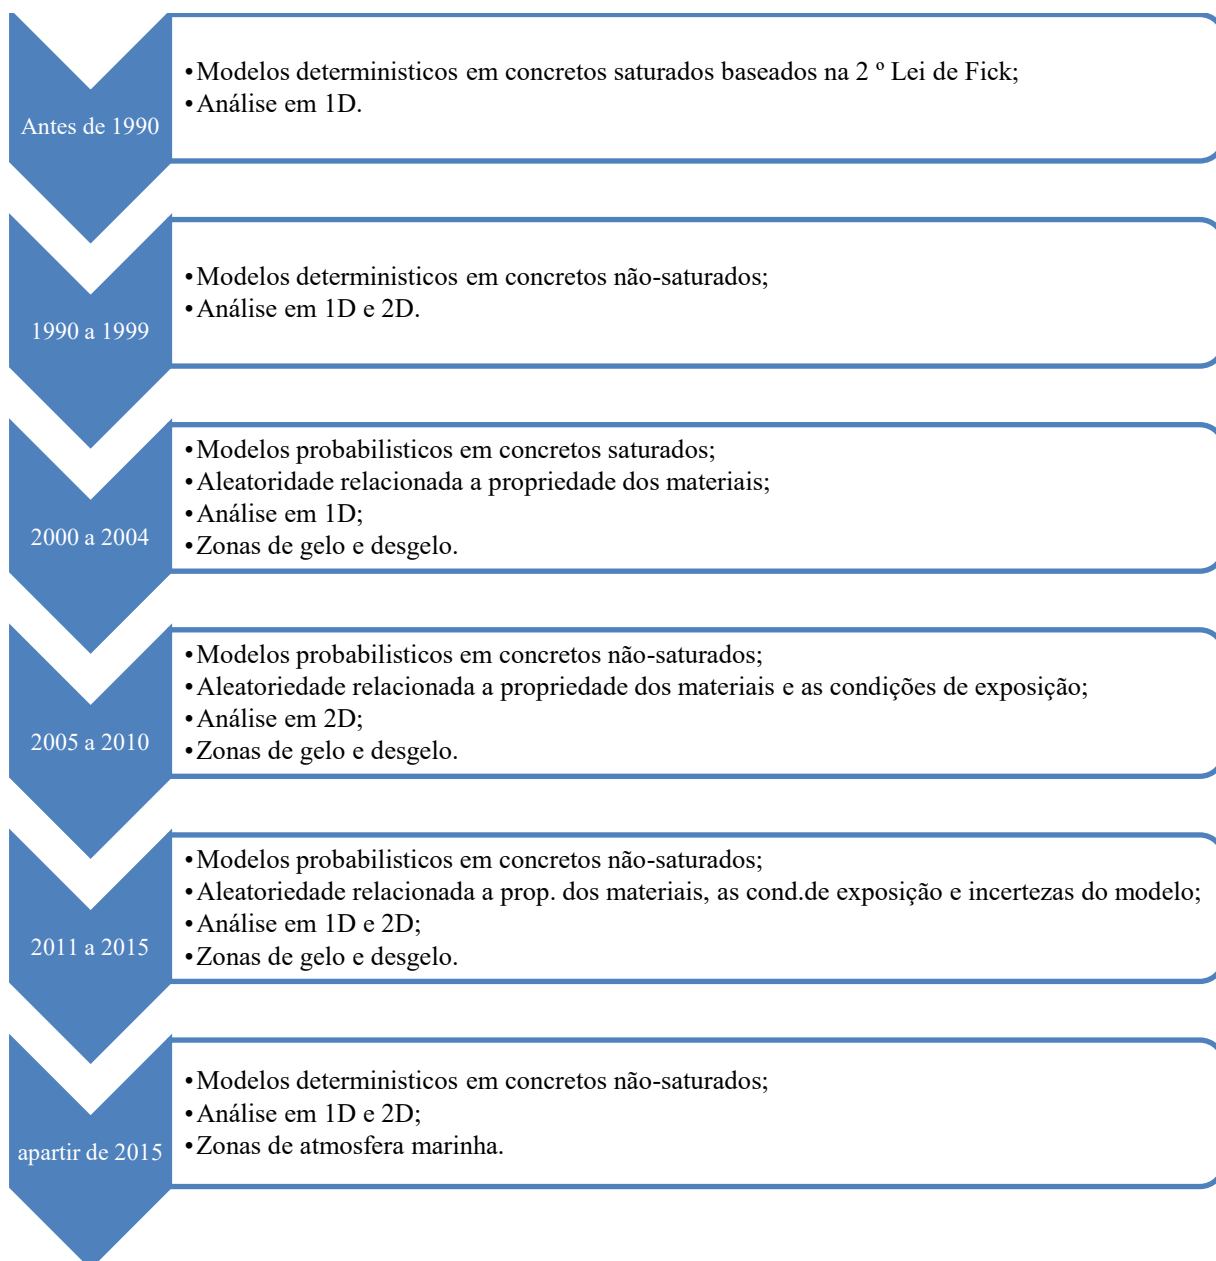 Antes de 1990
•Modelos deterministicos em concretos saturados baseados na 2 º Lei de Fick;
•Análise em 1D.
1990 a 1999
•Modelos deterministicos em concretos não-saturados;
•Análise em 1D e 2D.
2000 a 2004
•Modelos probabilisticos em concretos saturados;
•Aleatoridade relacionada a propriedade dos materiais;
•Análise em 1D;
•Zonas de gelo e desgelo.
2005 a 2010
•Modelos probabilisticos em concretos não-saturados;
•Aleatoriedade relacionada a propriedade dos materiais e as condições de exposição;
•Análise em 2D;
•Zonas de gelo e desgelo.
2011 a 2015
•Modelos probabilisticos em concretos não-saturados;
•Aleatoriedade relacionada a prop. dos materiais, as cond.de exposição e incertezas do modelo;
•Análise em 1D e 2D;
•Zonas de gelo e desgelo.
apartir de 2015
•Modelos deterministicos em concretos não-saturados;
•Análise em 1D e 2D;
•Zonas de atmosfera marinha.